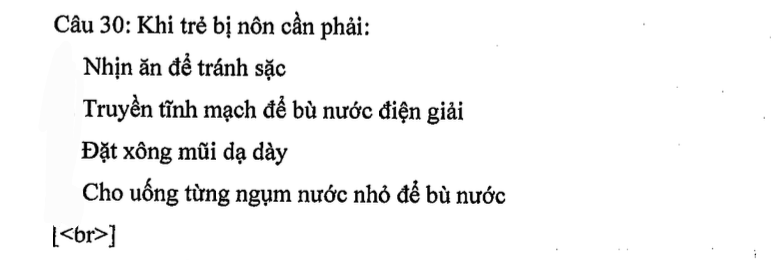 Câu 30: Khi trẻ bị nôn cần phải:
Nhịn ăn để tránh sặc
Truyền tĩnh mạch để bù nước điện giải
Đặt xông mũi dạ dày
Cho uống từng ngụm nước nhỏ để bù nước
[<br>]